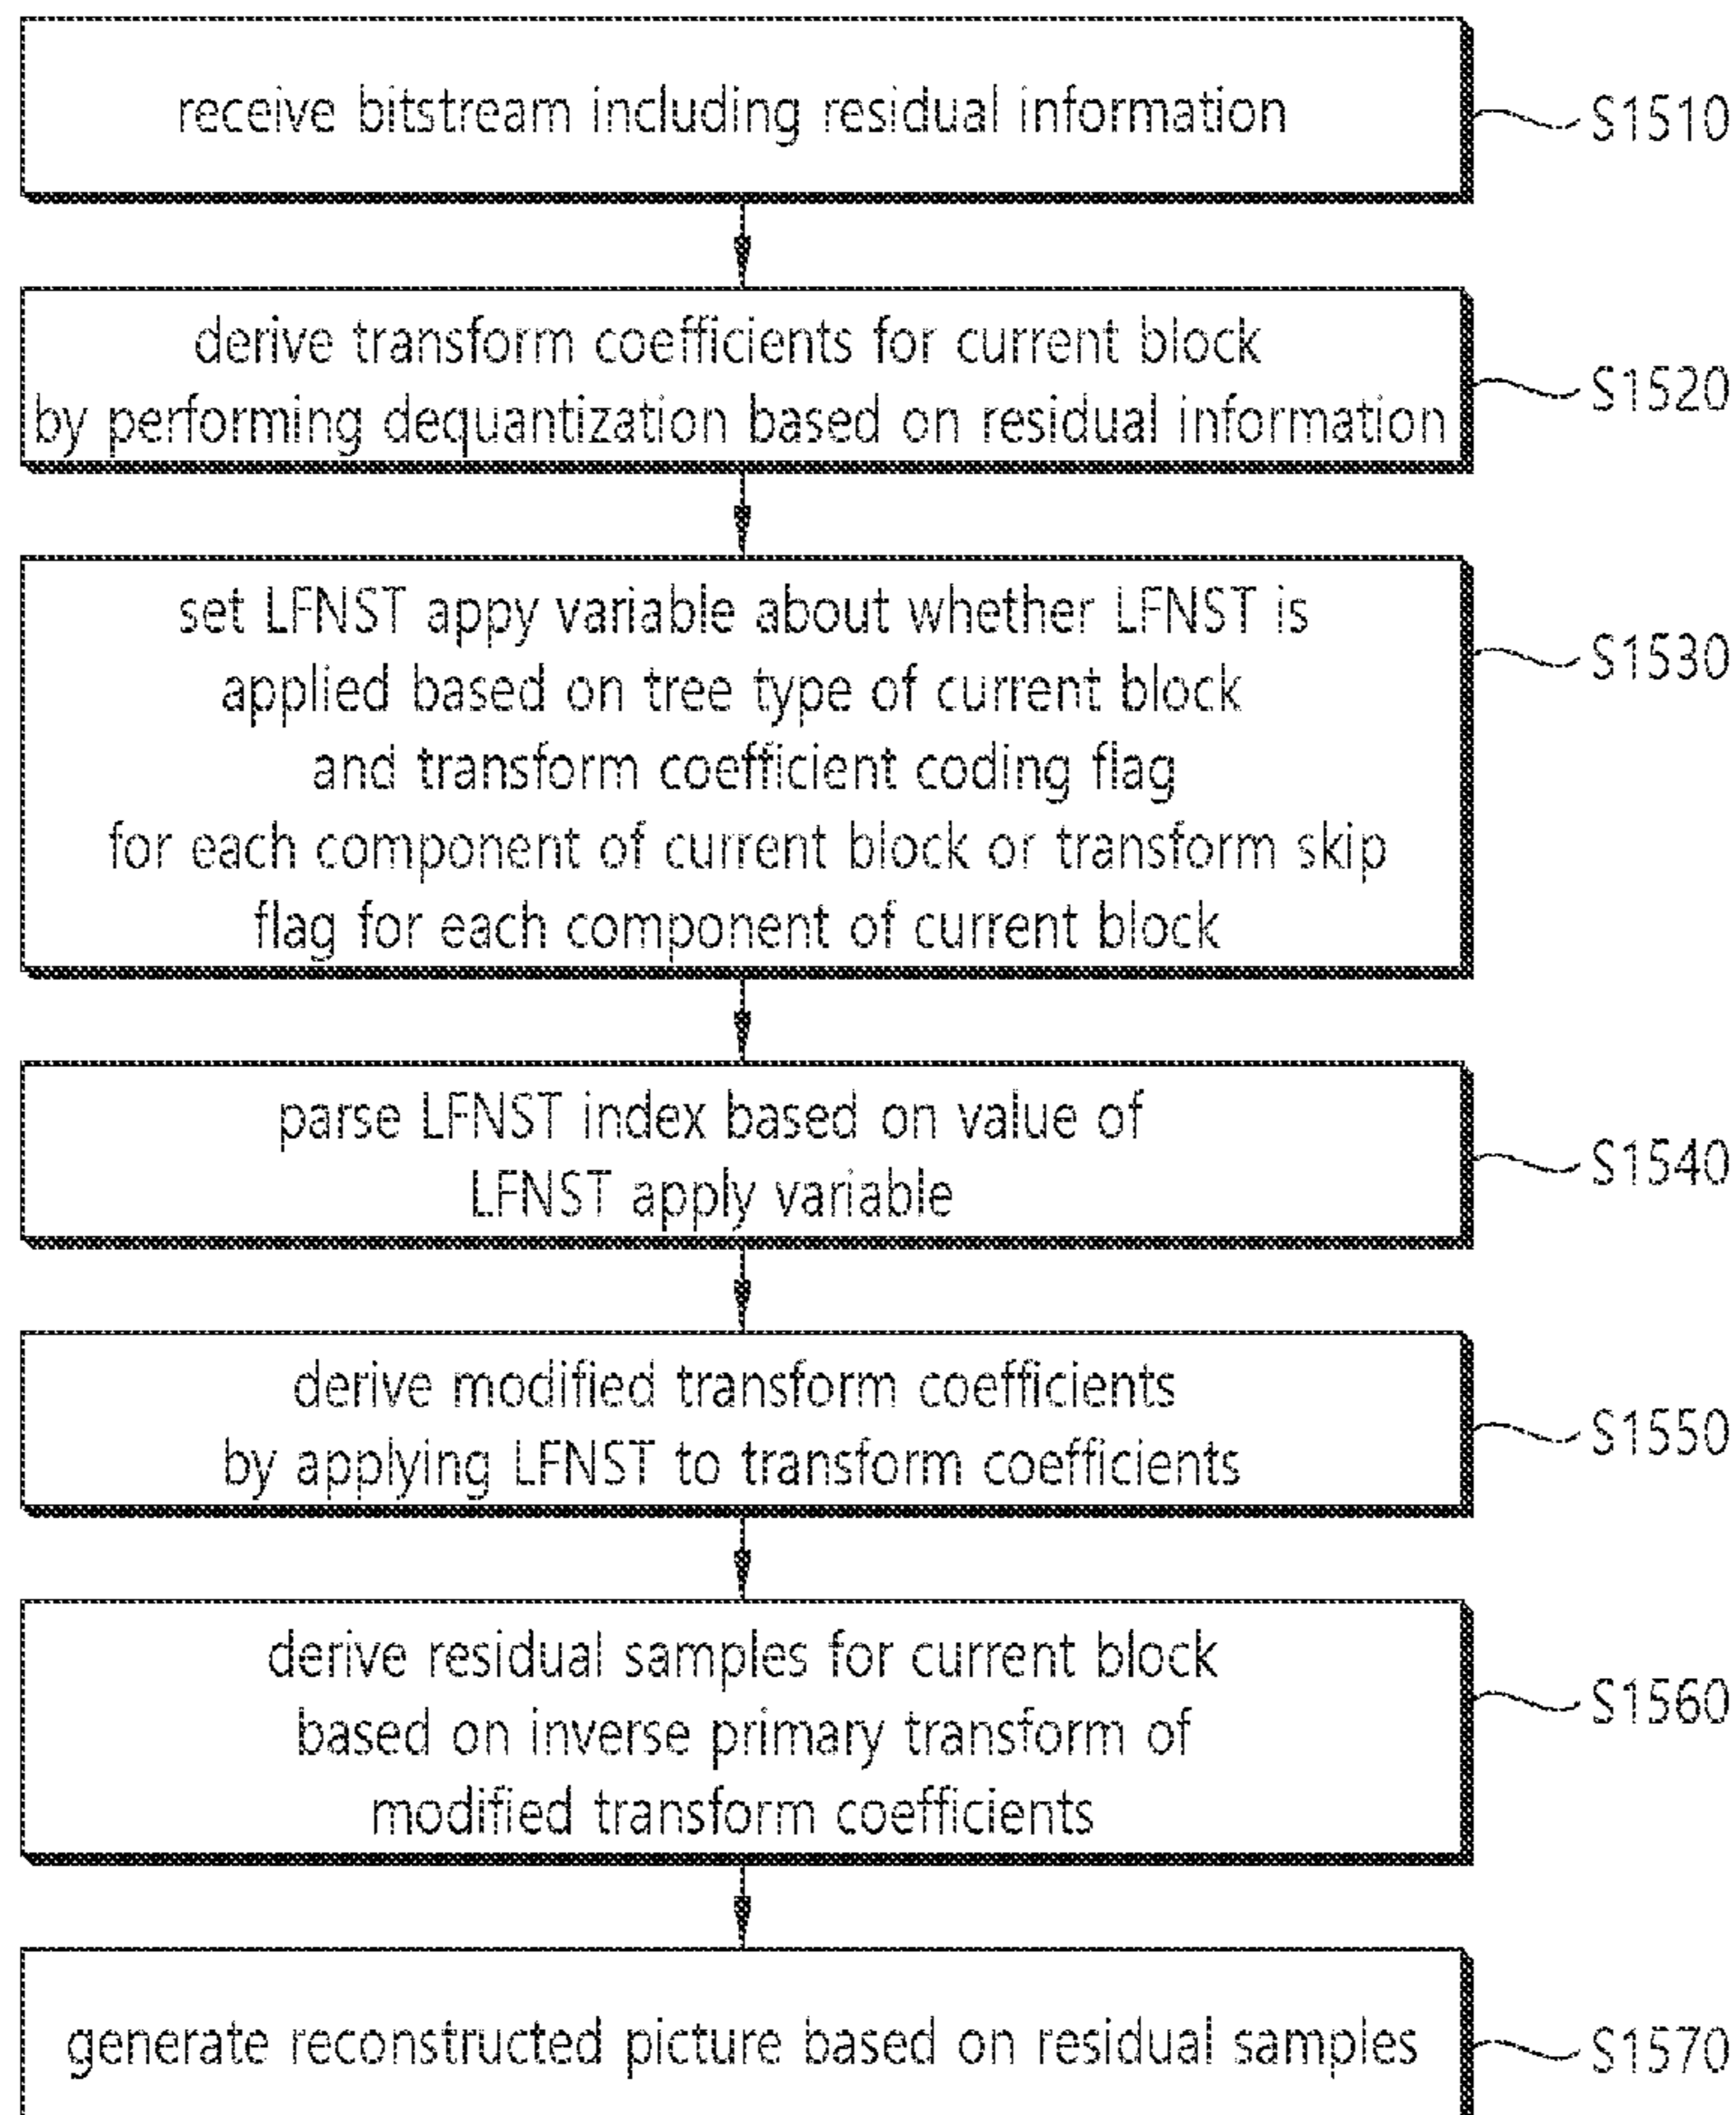 receive bitstream including residual information
S1510
derive transform coefficients for current block
by performing dequantization based on residual information
S1520
set LFNST appy variable about whether LFNST is
applied based on tree type of current block
and transform coefficient coding flag
for each component of current block or transform skip
flag for each component of current block
S1530
parse LFNST index based on value of
LFNST apply variable
S1540
derive modified transform coefficients
by applying LFNST to transform coefficients
S1550
derive residual samples for current block
based on inverse primary transform of
modified transform coefficients
S1560
generate reconstructed picture based on residual samples
S1570